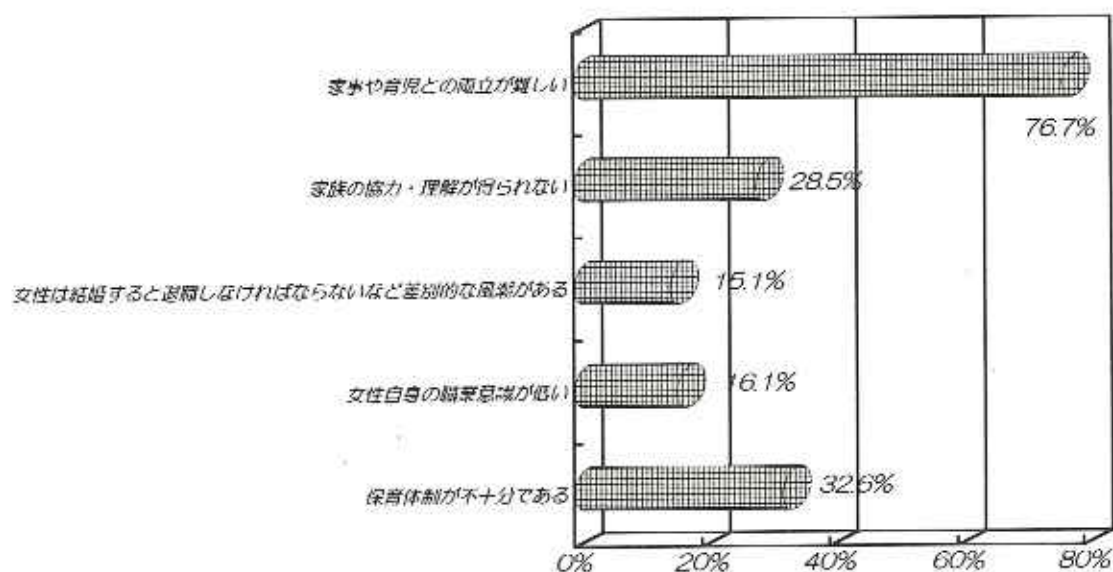 家事や育児との両立が難しい
76.7%
家族の協力・理解が得られない
28.5%
女性は結婚すると退職しなければならないなど差別的な風潮がある
15.1%
女性自身の職業意識が低い
16.1%
保育体制が不十分である
32.6%
0% 20% 40% 60% 80%